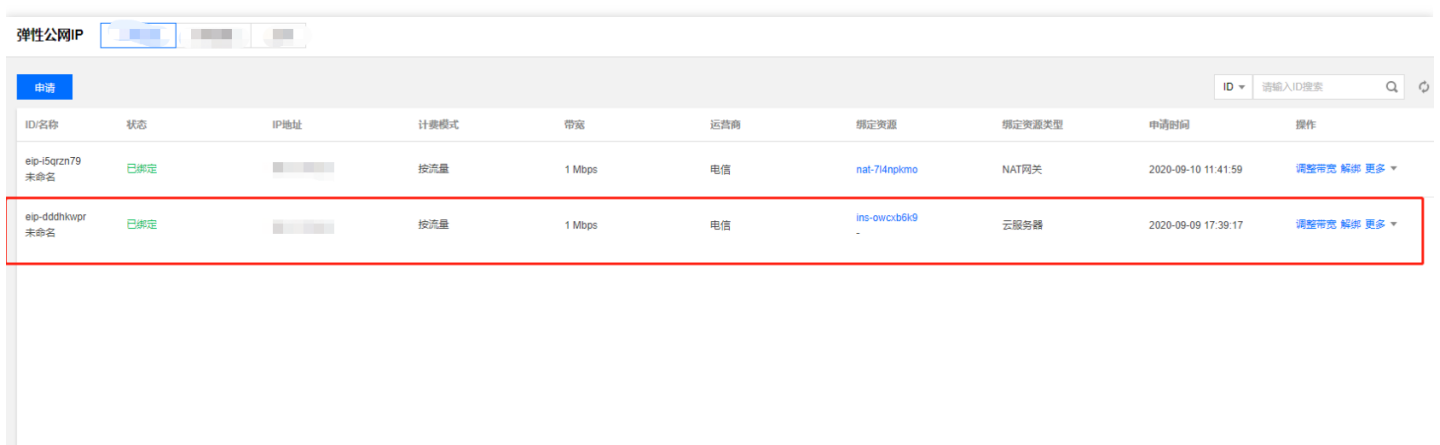 弹性公网IP
申请
ID
请输入ID搜索
ID/名称 状态 IP地址 计费模式 带宽 运营商 绑定资源 绑定资源类型 申请时间 操作
eip-i5qrzn79
未命名 已绑定 按流量 1 Mbps 电信 nat-7l4npkmo NAT网关 2020-09-10 11:41:59 调整带宽 解绑 更多
eip-dddhkwpr
未命名 已绑定 按流量 1 Mbps 电信 ins-owcxb6k9 云服务器 2020-09-09 17:39:17 调整带宽 解绑 更多
-